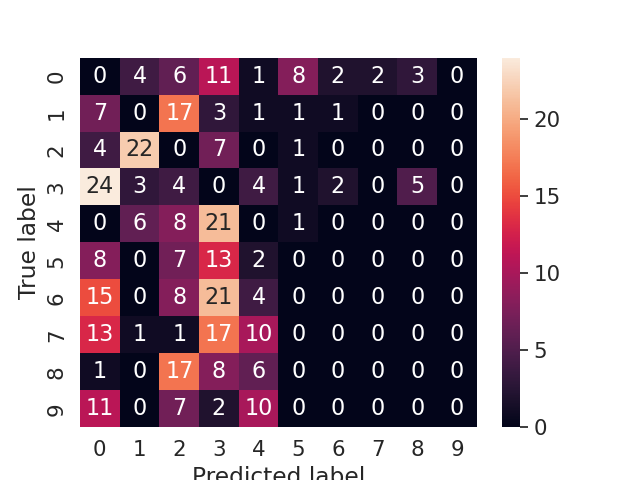 0 0 4 6 11 1 8 2 2 3 0
1 7 0 17 3 1 1 1 0 0 0
2 4 22 0 7 0 1 0 0 0 0
3 24 3 4 0 4 1 2 0 5 0
4 0 6 8 21 0 1 0 0 0 0
5 8 0 7 13 2 0 0 0 0 0
6 15 0 8 21 4 0 0 0 0 0
7 13 1 1 17 10 0 0 0 0 0
8 1 0 17 8 6 0 0 0 0 0
9 11 0 7 2 10 0 0 0 0 0
0 1 2 3 4 5 6 7 8 9
Predicted label
True label
20
15
10
5
0